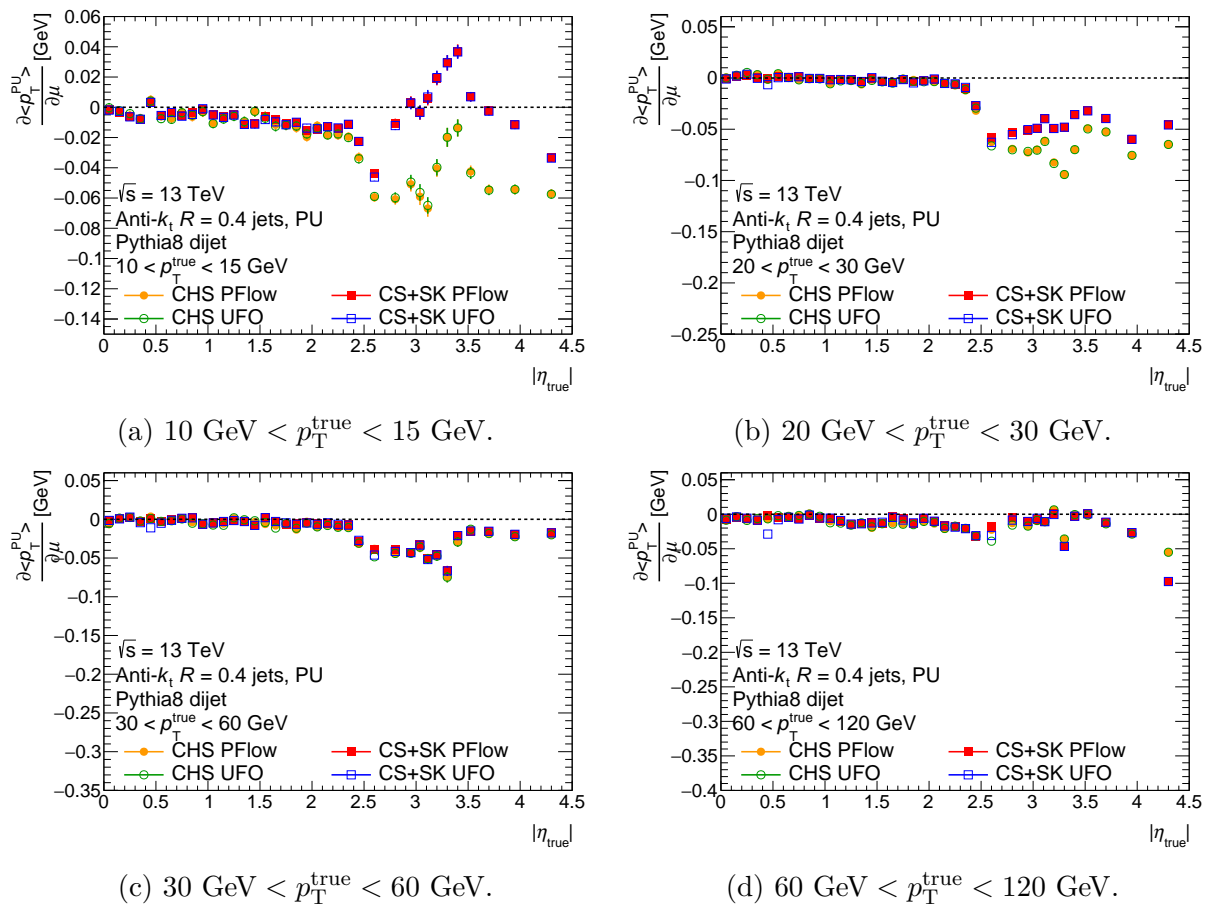 ∂<p_T^PU>/∂μ [GeV]
0.06
0.04
0.02
0
−0.02
−0.04
−0.06
−0.08
−0.1
−0.12
−0.14
√s = 13 TeV
Anti-k_t R = 0.4 jets, PU
Pythia8 dijet
10 < p_T^true < 15 GeV
CHS PFlow CS+SK PFlow
CHS UFO CS+SK UFO
0 0.5 1 1.5 2 2.5 3 3.5 4 4.5
|η_true|
(a) 10 GeV < p_T^true < 15 GeV.
∂<p_T^PU>/∂μ [GeV]
0.05
0
−0.05
−0.1
−0.15
−0.2
−0.25
√s = 13 TeV
Anti-k_t R = 0.4 jets, PU
Pythia8 dijet
20 < p_T^true < 30 GeV
CHS PFlow CS+SK PFlow
CHS UFO CS+SK UFO
0 0.5 1 1.5 2 2.5 3 3.5 4 4.5
|η_true|
(b) 20 GeV < p_T^true < 30 GeV.
∂<p_T^PU>/∂μ [GeV]
0.05
0
−0.05
−0.1
−0.15
−0.2
−0.25
−0.3
−0.35
√s = 13 TeV
Anti-k_t R = 0.4 jets, PU
Pythia8 dijet
30 < p_T^true < 60 GeV
CHS PFlow CS+SK PFlow
CHS UFO CS+SK UFO
0 0.5 1 1.5 2 2.5 3 3.5 4 4.5
|η_true|
(c) 30 GeV < p_T^true < 60 GeV.
∂<p_T^PU>/∂μ [GeV]
0.05
0
−0.05
−0.1
−0.15
−0.2
−0.25
−0.3
−0.35
−0.4
√s = 13 TeV
Anti-k_t R = 0.4 jets, PU
Pythia8 dijet
60 < p_T^true < 120 GeV
CHS PFlow CS+SK PFlow
CHS UFO CS+SK UFO
0 0.5 1 1.5 2 2.5 3 3.5 4 4.5
|η_true|
(d) 60 GeV < p_T^true < 120 GeV.